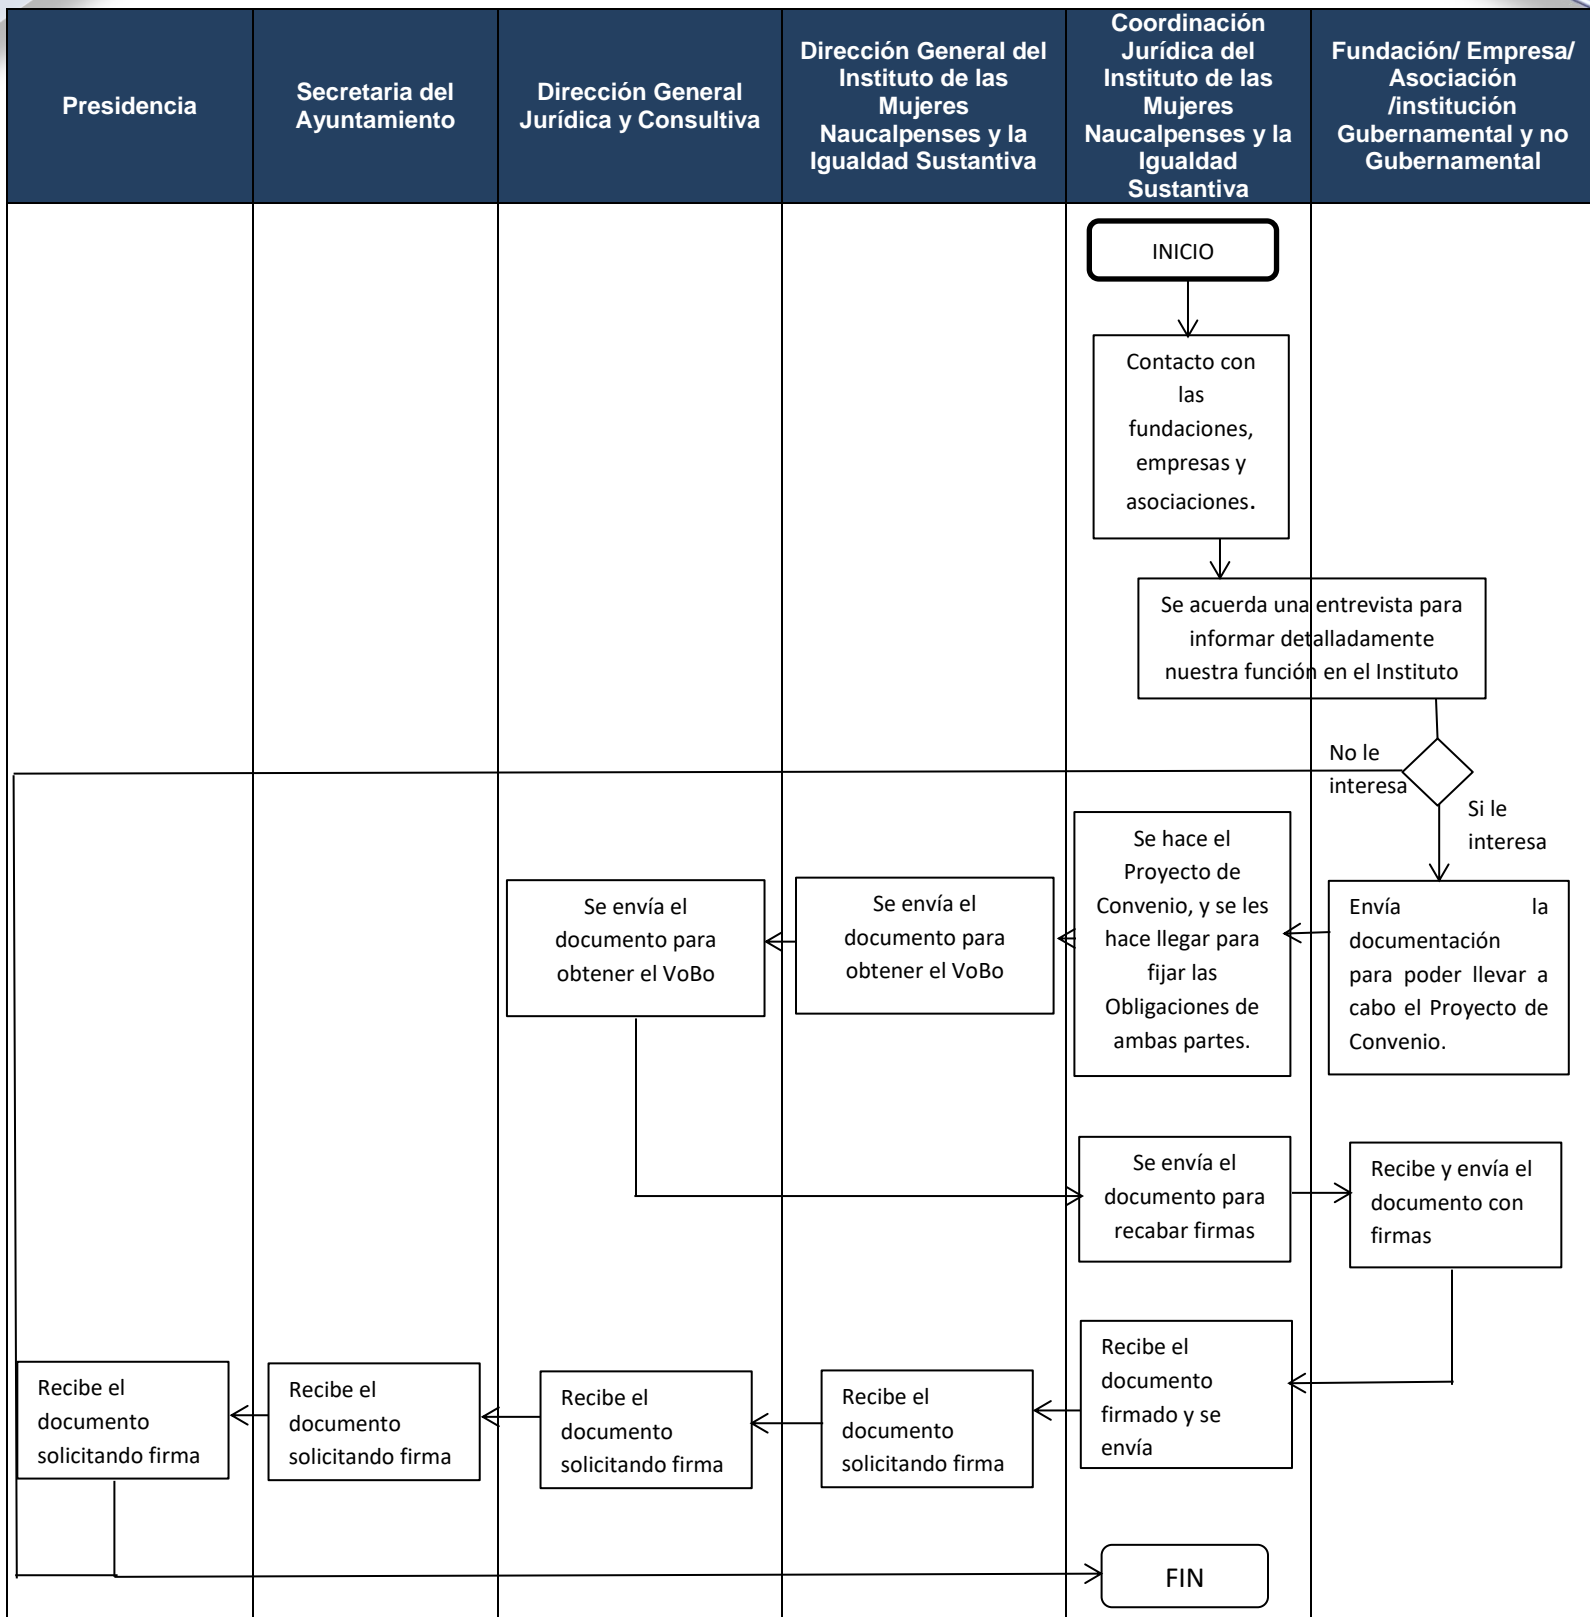 Presidencia
Secretaria del
Ayuntamiento
Dirección General
Jurídica y Consultiva
Dirección General del
Instituto de las
Mujeres
Naucalpenses y la
Igualdad Sustantiva
Coordinación
Jurídica del
Instituto de las
Mujeres
Naucalpenses y la
Igualdad
Sustantiva
Fundación/ Empresa/
Asociación
/institución
Gubernamental y no
Gubernamental
INICIO
Contacto con
las
fundaciones,
empresas y
asociaciones.
Se acuerda una entrevista para
informar detalladamente
nuestra función en el Instituto
No le
interesa
Si le
interesa
Envía la
documentación
para poder llevar a
cabo el Proyecto de
Convenio.
Se hace el
Proyecto de
Convenio, y se les
hace llegar para
fijar las
Obligaciones de
ambas partes.
Se envía el
documento para
obtener el VoBo
Se envía el
documento para
obtener el VoBo
Se envía el
documento para
recabar firmas
Recibe y envía el
documento con
firmas
Recibe el
documento
firmado y se
envía
Recibe el
documento
solicitando firma
Recibe el
documento
solicitando firma
Recibe el
documento
solicitando firma
Recibe el
documento
solicitando firma
FIN